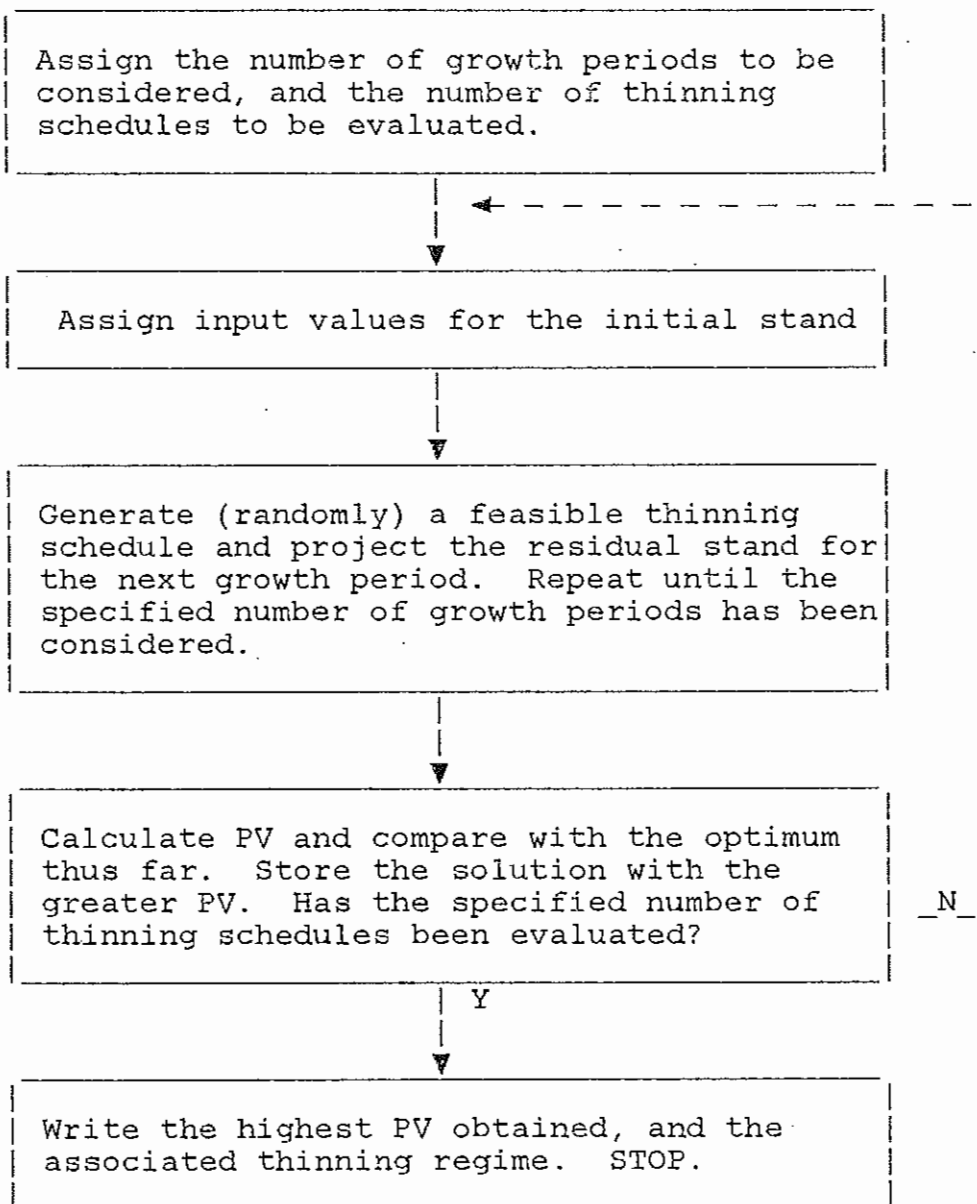 Assign the number of growth periods to be
considered, and the number of thinning
schedules to be evaluated.
Assign input values for the initial stand
Generate (randomly) a feasible thinning
schedule and project the residual stand for
the next growth period. Repeat until the
specified number of growth periods has been
considered.
Calculate PV and compare with the optimum
thus far. Store the solution with the
greater PV. Has the specified number of
thinning schedules been evaluated?
_N_
Y
Write the highest PV obtained, and the
associated thinning regime. STOP.